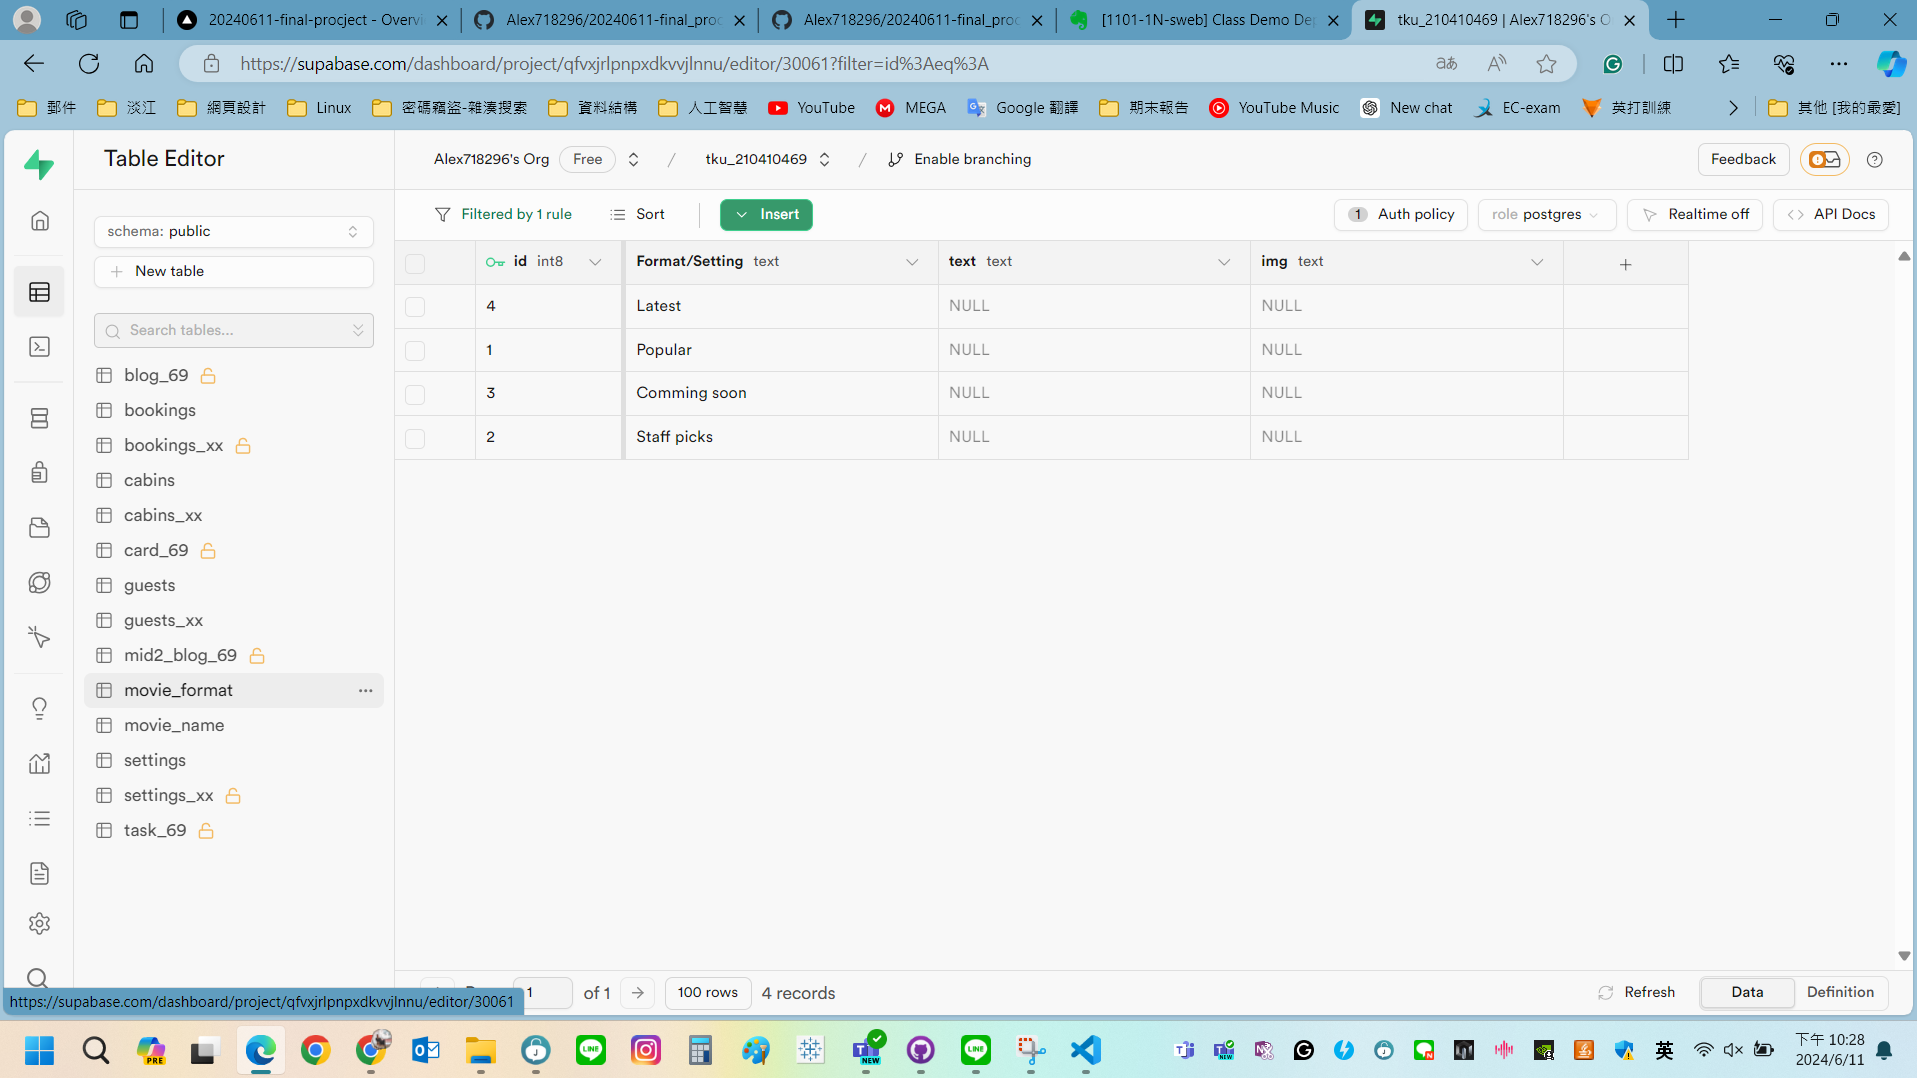 20240611-final-procject - Overvi
Alex718296/20240611-final_proc
Alex718296/20240611-final_proc
[1101-1N-sweb] Class Demo Dep
tku_210410469 | Alex718296's O
https://supabase.com/dashboard/project/qfvxjrlpnpxdkvvjlnnu/editor/30061?filter=id%3Aeq%3A
郵件
淡江
網頁設計
Linux
密碼竊盜-雜湊搜索
資料結構
人工智慧
YouTube
MEGA
Google 翻譯
期末報告
YouTube Music
New chat
EC-exam
英打訓練
其他 [我的最愛]
Table Editor
Alex718296's Org Free / tku_210410469 / Enable branching
Feedback
schema: public
New table
Search tables...
blog_69
bookings
bookings_xx
cabins
cabins_xx
card_69
guests
guests_xx
mid2_blog_69
movie_format
movie_name
settings
settings_xx
task_69
Filtered by 1 rule
Sort
Insert
1 Auth policy
role postgres
Realtime off
API Docs
id int8 Format/Setting text text text img text
4 Latest NULL NULL
1 Popular NULL NULL
3 Comming soon NULL NULL
2 Staff picks NULL NULL
1 of 1
100 rows
4 records
Refresh
Data
Definition
https://supabase.com/dashboard/project/qfvxjrlpnpxdkvvjlnnu/editor/30061
英
下午 10:28
2024/6/11